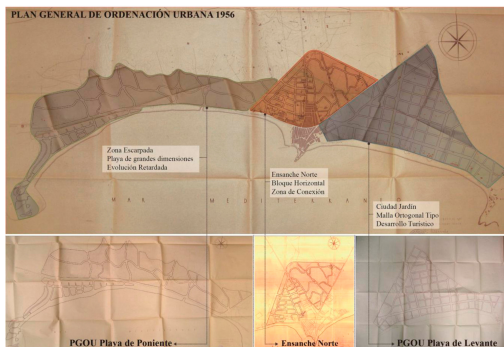 PLAN GENERAL DE ORDENACIÓN URBANA 1956
Zona Escarpada
Playa de grandes dimensiones
Evolución Retardada
Ensanche Norte
Bloque Horizontal
Zona de Conexión
Ciudad Jardín
Malla Ortogonal Tipo
Desarrollo Turístico
MAR MEDITERRANEO
PGOU Playa de Poniente
Ensanche Norte
PGOU Playa de Levante